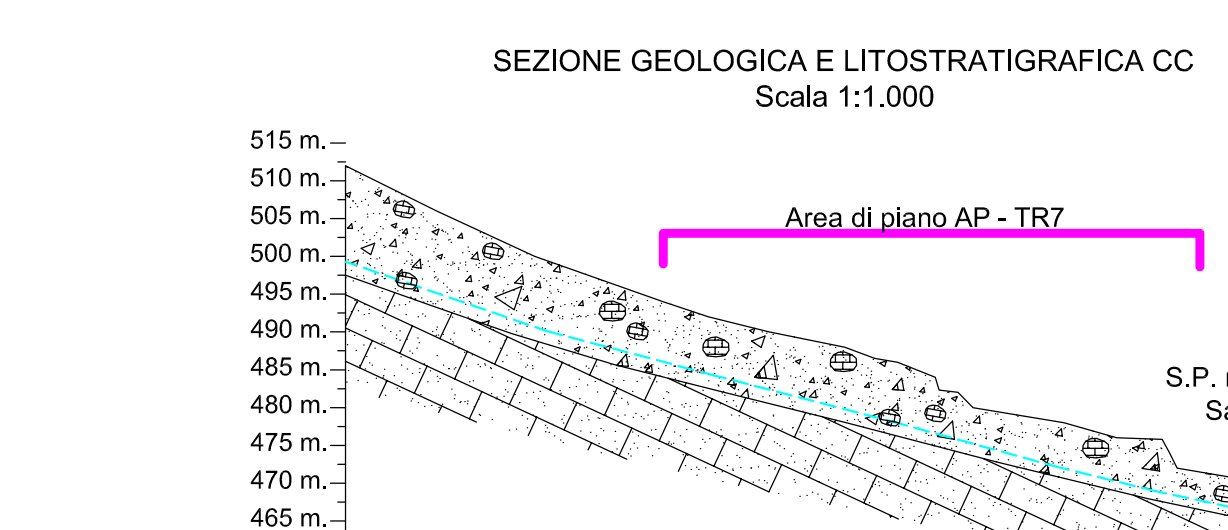 SEZIONE GEOLOGICA E LITOSTRATIGRAFICA CC
Scala 1:1.000
515 m.
510 m.
505 m.
Area di piano AP - TR7
500 m.
495 m.
490 m.
485 m.
S.P.
480 m.
475 m.
470 m.
465 m.